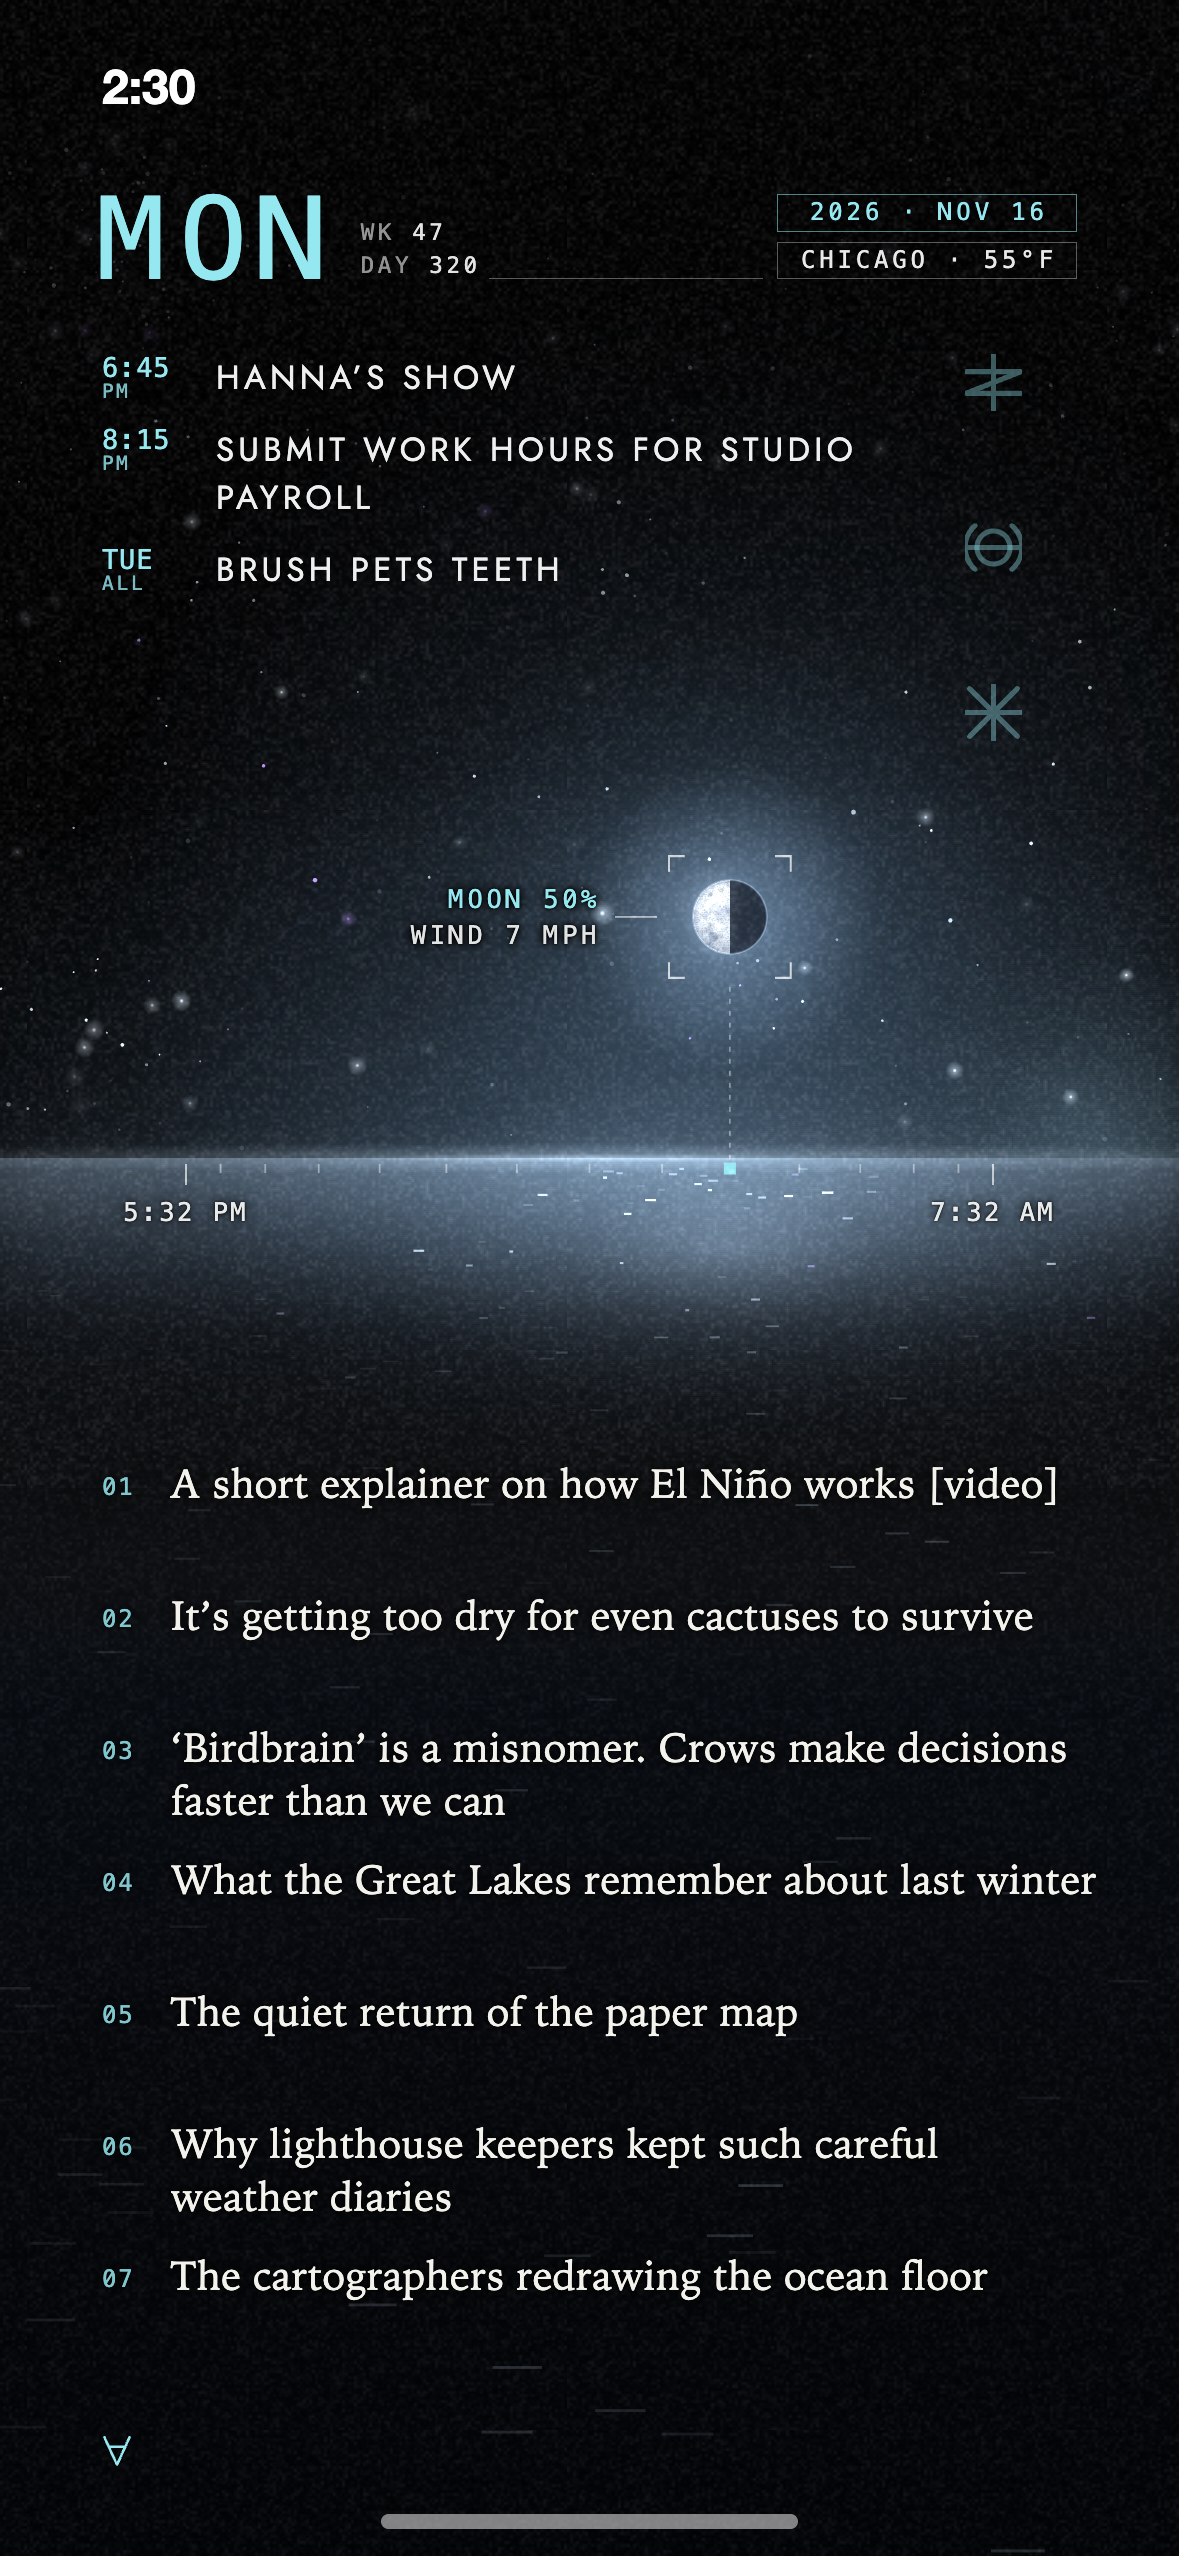 2:30
MON
WK 47
DAY 320
2026 · NOV 16
CHICAGO · 55°F
6:45 PM
HANNA’S SHOW
8:15 PM
SUBMIT WORK HOURS FOR STUDIO
PAYROLL
TUE ALL
BRUSH PETS TEETH
MOON 50%
WIND 7 MPH
5:32 PM
7:32 AM
01 A short explainer on how El Niño works [video]
02 It’s getting too dry for even cactuses to survive
03 ‘Birdbrain’ is a misnomer. Crows make decisions
faster than we can
04 What the Great Lakes remember about last winter
05 The quiet return of the paper map
06 Why lighthouse keepers kept such careful
weather diaries
07 The cartographers redrawing the ocean floor